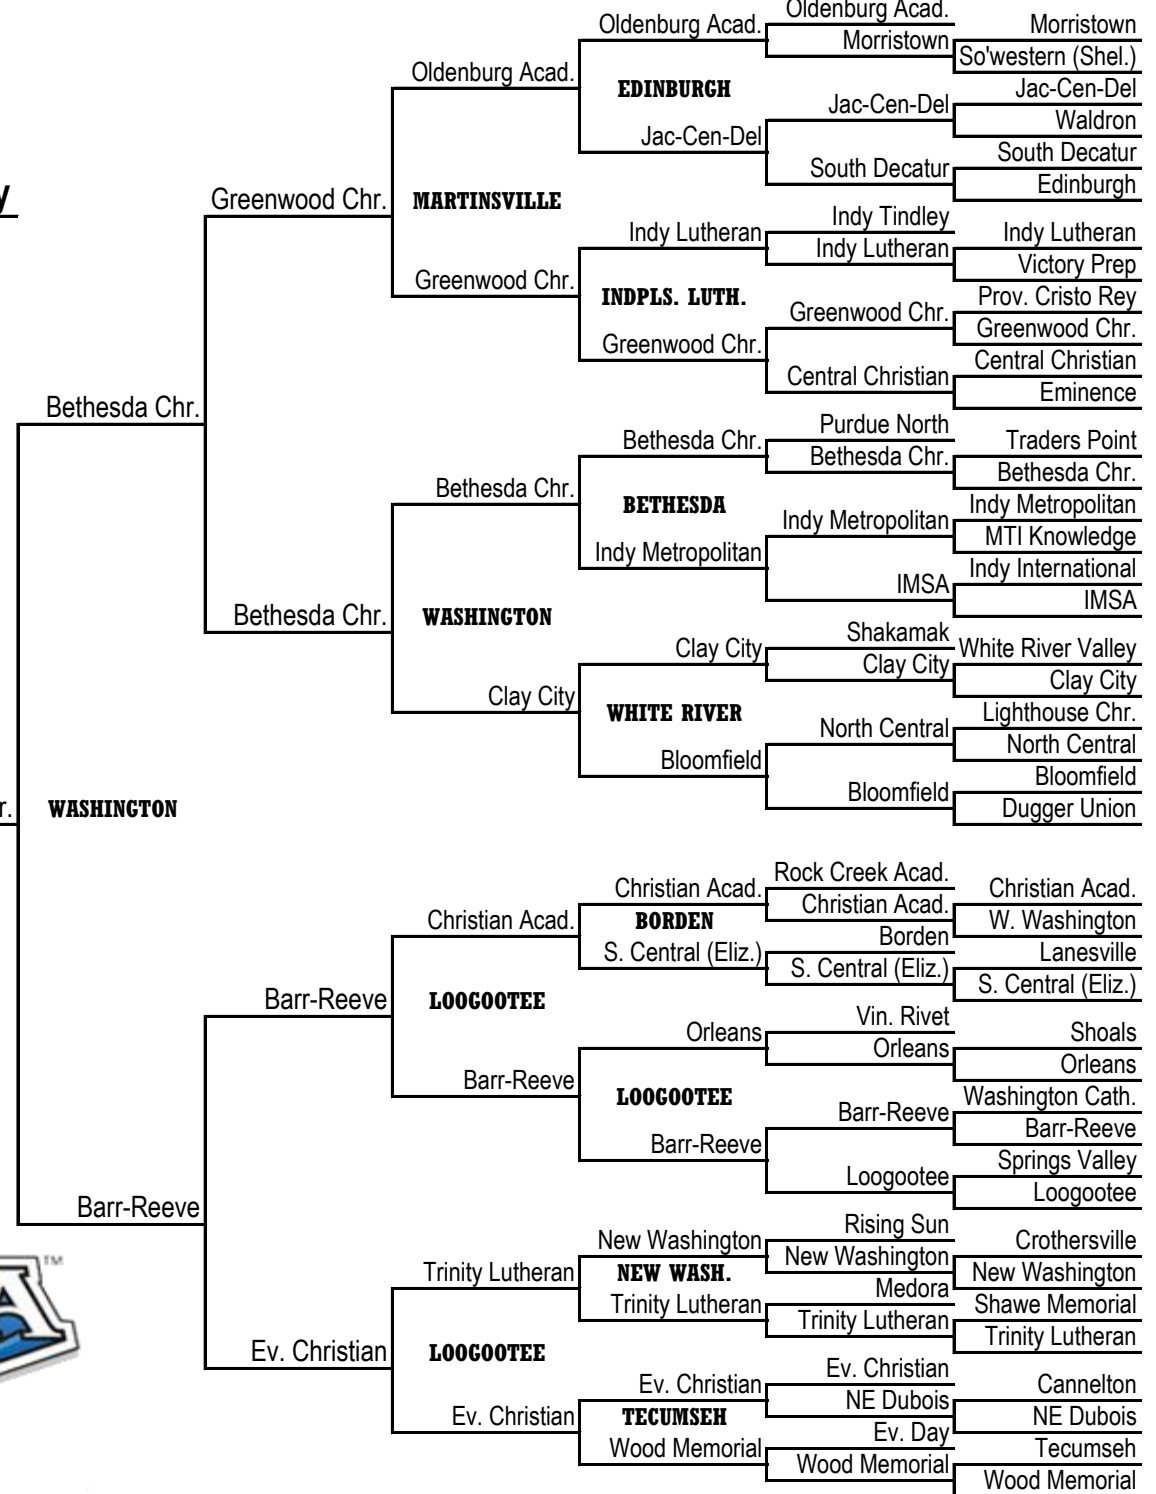 Oldenburg Acad.
Oldenburg Acad.
Morristown
Morristown
So'western (Shel.)
Oldenburg Acad.
EDINBURGH
Jac-Cen-Del
Jac-Cen-Del
Waldron
Jac-Cen-Del
South Decatur
South Decatur
Edinburgh
Greenwood Chr.
MARTINSVILLE
Indy Lutheran
Indy Tindley
Indy Lutheran
Indy Lutheran
Victory Prep
Greenwood Chr.
INDPLS. LUTH.
Greenwood Chr.
Prov. Cristo Rey
Greenwood Chr.
Greenwood Chr.
Central Christian
Central Christian
Eminence
Bethesda Chr.
Bethesda Chr.
Purdue North
Bethesda Chr.
Traders Point
Bethesda Chr.
Bethesda Chr.
BETHESDA
Indy Metropolitan
Indy Metropolitan
MTI Knowledge
Indy Metropolitan
IMSA
Indy International
IMSA
Bethesda Chr.
WASHINGTON
Clay City
Shakamak
Clay City
White River Valley
Clay City
Clay City
WHITE RIVER
North Central
Lighthouse Chr.
North Central
Bloomfield
Bloomfield
Bloomfield
Dugger Union
r.
WASHINGTON
Christian Acad.
Rock Creek Acad.
Christian Acad.
Christian Acad.
W. Washington
Christian Acad.
BORDEN
S. Central (Eliz.)
Borden
S. Central (Eliz.)
Lanesville
S. Central (Eliz.)
Barr-Reeve
LOOGOOTEE
Orleans
Vin. Rivet
Orleans
Shoals
Orleans
Barr-Reeve
LOOGOOTEE
Barr-Reeve
Barr-Reeve
Washington Cath.
Barr-Reeve
Loogootee
Springs Valley
Loogootee
Barr-Reeve
New Washington
Rising Sun
New Washington
Crothersville
New Washington
Trinity Lutheran
NEW WASH.
Trinity Lutheran
Medora
Trinity Lutheran
Shawe Memorial
Trinity Lutheran
Ev. Christian
LOOGOOTEE
Ev. Christian
Ev. Christian
NE Dubois
Cannelton
NE Dubois
Ev. Christian
TECUMSEH
Wood Memorial
Ev. Day
Wood Memorial
Tecumseh
Wood Memorial
y
A
TM